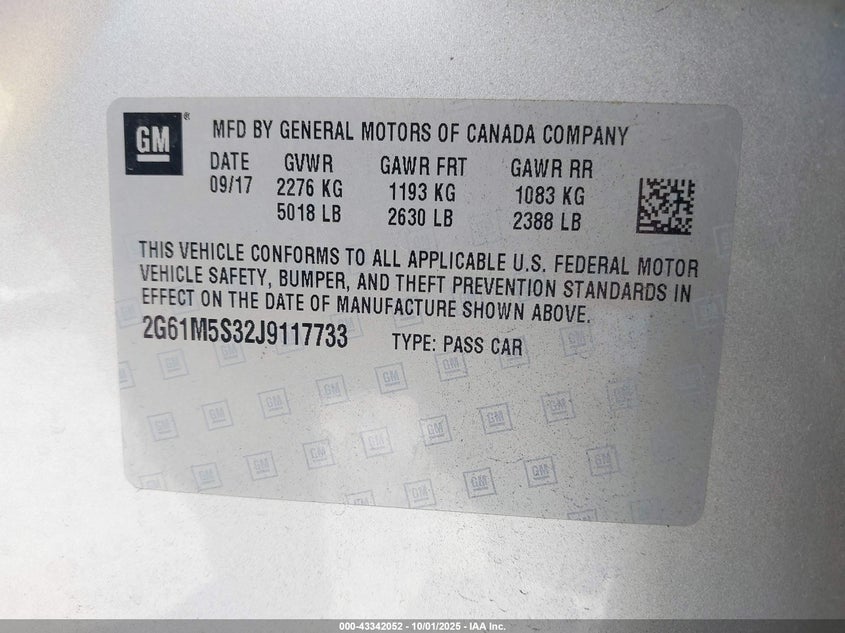 GM ® MFD BY GENERAL MOTORS OF CANADA COMPANY
DATE GVWR GAWR FRT GAWR RR
09/17 2276 KG 1193 KG 1083 KG
5018 LB 2630 LB 2388 LB
THIS VEHICLE CONFORMS TO ALL APPLICABLE U.S. FEDERAL MOTOR
VEHICLE SAFETY, BUMPER, AND THEFT PREVENTION STANDARDS IN
EFFECT ON THE DATE OF MANUFACTURE SHOWN ABOVE.
2G61M5S32J9117733 TYPE: PASS CAR
000-43342052 - 10/01/2025 - IAA Inc.